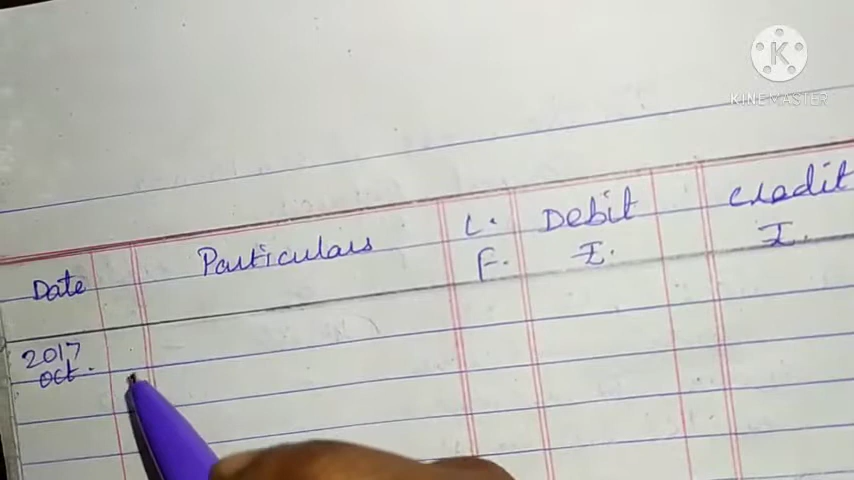 K
KINEMASTER
Date Particulars L. F. Debit Credit
2017
Oct.